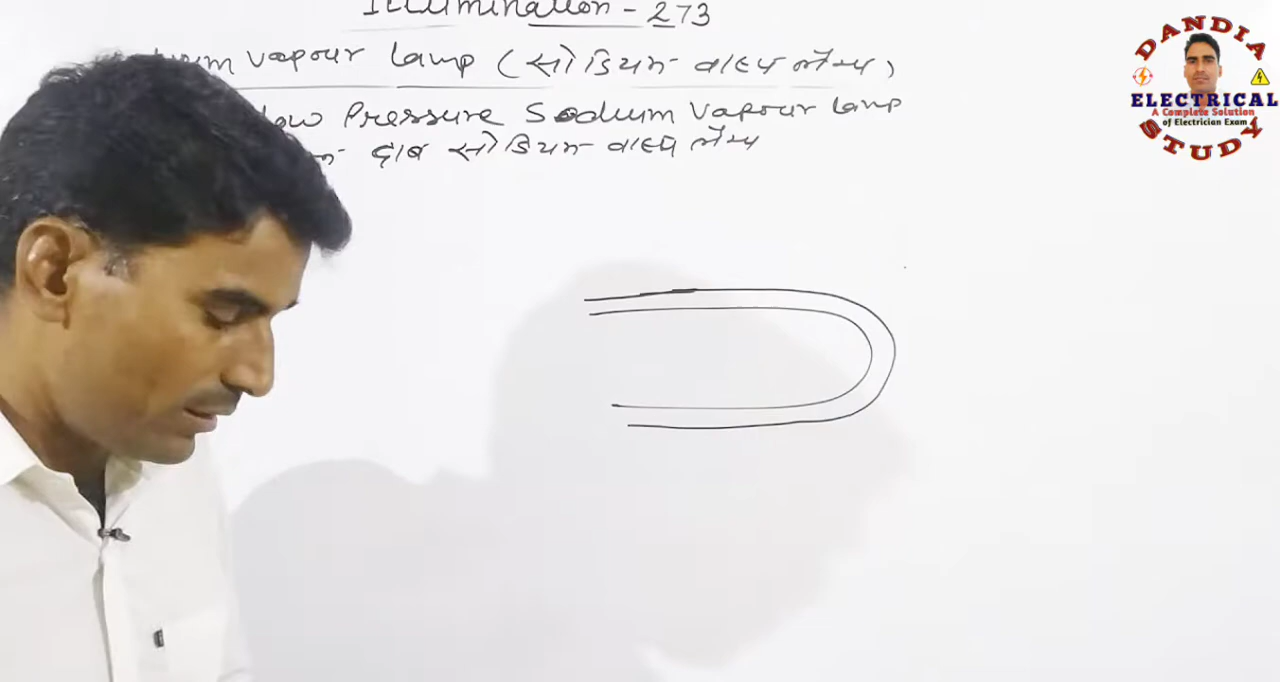 Illumination - 273
vapour lamp (सोडियम वाष्प लैम्प)
Low Pressure Sodium vapour lamp
दाब सोडियम वाष्प लैम्प
DANDIA
ELECTRICAL
A Complete Solution
of Electrician Exam
STUDY